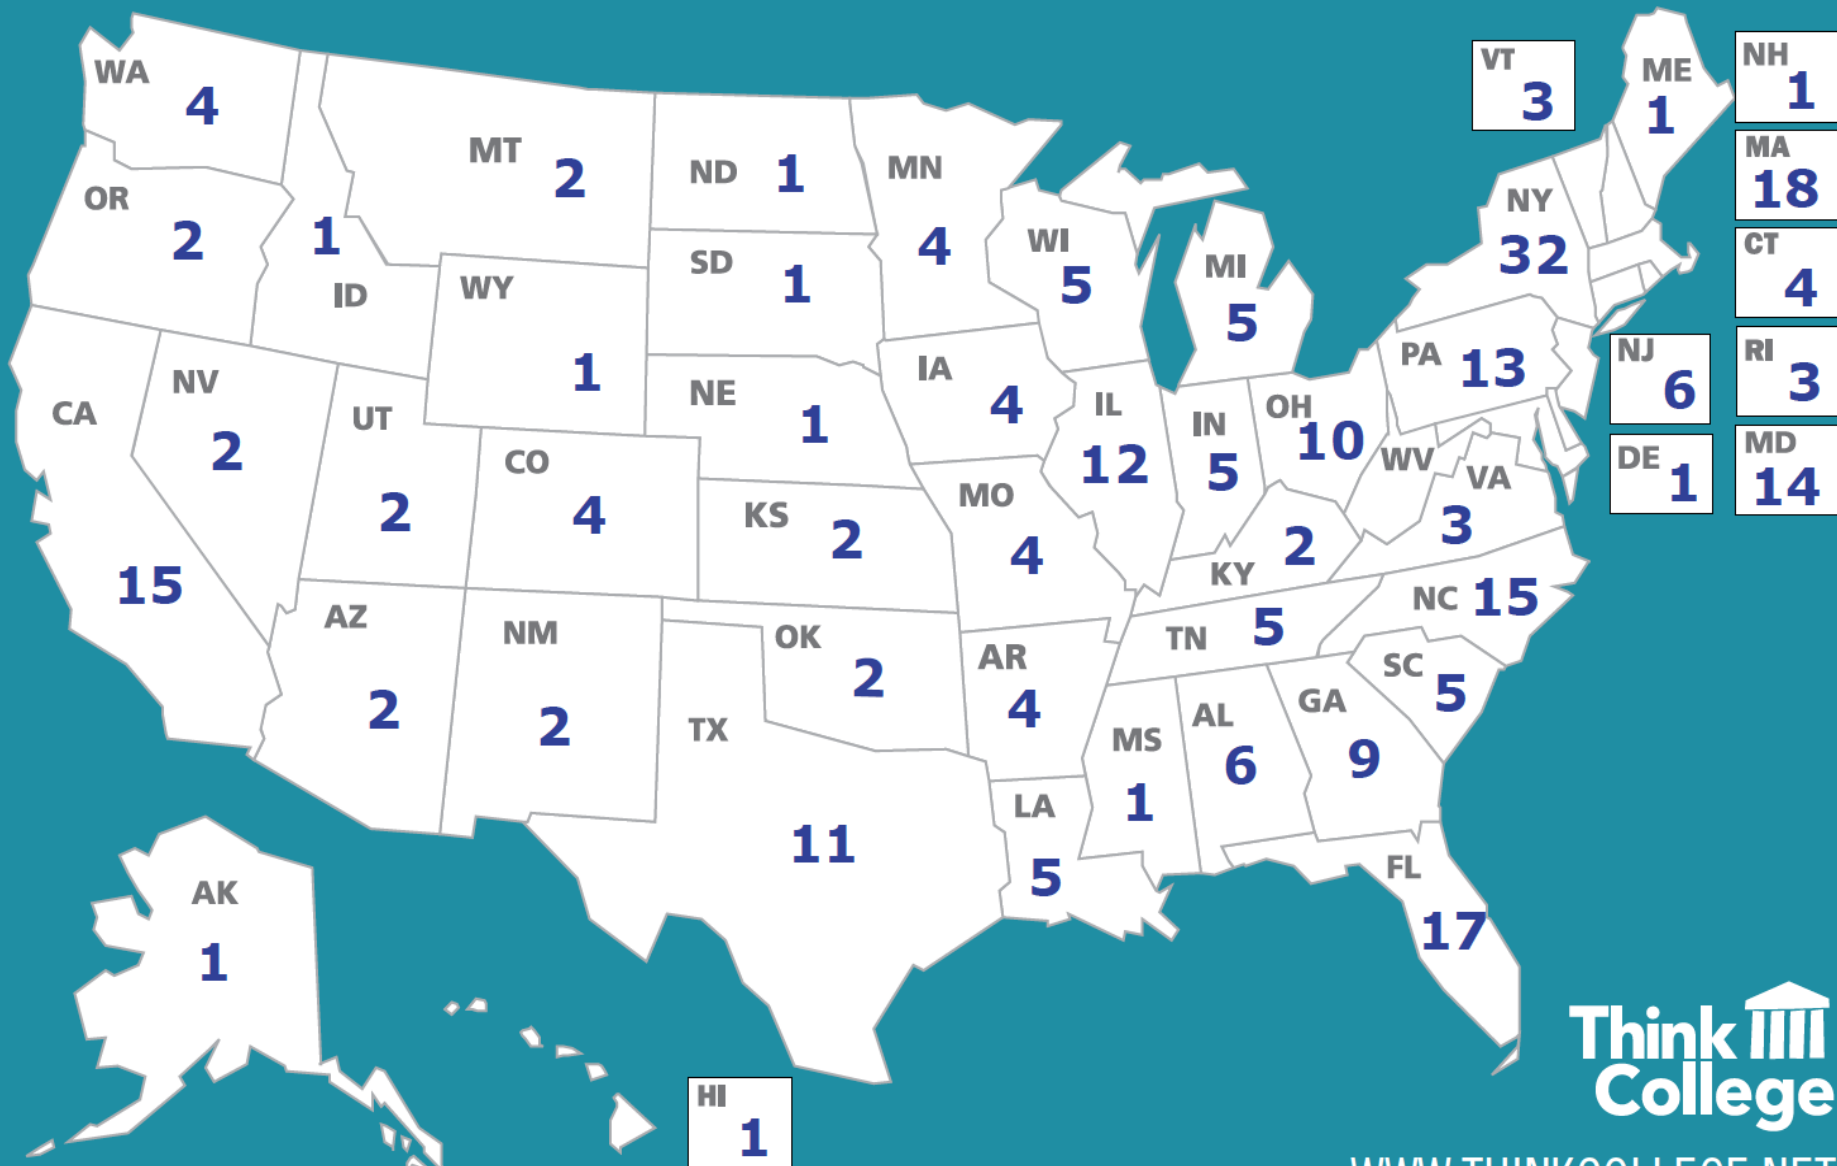 WA
4
OR
2
CA
15
NV
2
ID
1
MT
2
WY
1
UT
2
CO
4
AZ
2
NM
2
ND
1
SD
1
NE
1
KS
2
OK
2
TX
11
MN
4
IA
4
MO
4
AR
4
LA
5
WI
5
IL
12
MI
5
IN
5
OH
10
KY
2
TN
5
MS
1
AL
6
GA
9
FL
17
SC
5
NC 15
VA
3
WV
PA 13
NY
32
VT
3
ME
1
NH
1
MA
18
CT
4
RI
3
NJ
6
DE
1
MD
14
AK
1
HI
1
Think
College
WWW.THINKCOLLEGE.NET